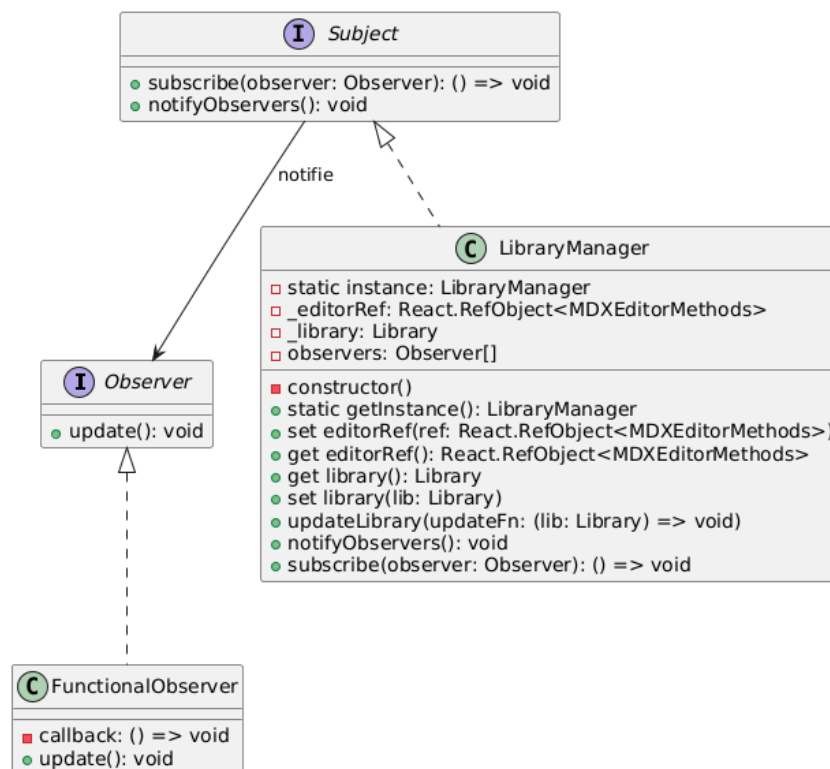 I Subject
subscribe(observer: Observer): () => void
notifyObservers(): void
notifie
C LibraryManager
static instance: LibraryManager
_editorRef: React.RefObject<MDXEditorMethods>
_library: Library
observers: Observer[]
constructor()
static getInstance(): LibraryManager
set editorRef(ref: React.RefObject<MDXEditorMethods>)
get editorRef(): React.RefObject<MDXEditorMethods>
get library(): Library
set library(lib: Library)
updateLibrary(updateFn: (lib: Library) => void)
notifyObservers(): void
subscribe(observer: Observer): () => void
I Observer
update(): void
C FunctionalObserver
callback: () => void
update(): void